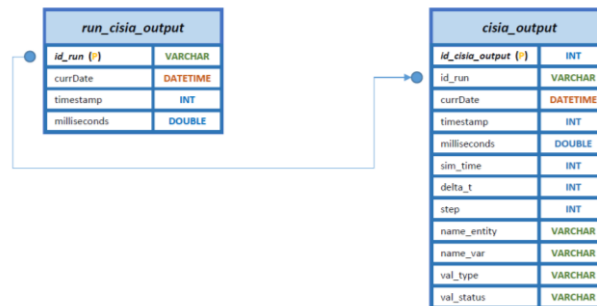 run_cisia_output
id_run (P) VARCHAR
currDate DATETIME
timestamp INT
milliseconds DOUBLE
cisia_output
id_cisia_output (P) INT
id_run VARCHAR
currDate DATETIME
timestamp INT
milliseconds DOUBLE
sim_time INT
delta_t INT
step INT
name_entity VARCHAR
name_var VARCHAR
val_type VARCHAR
val_status VARCHAR